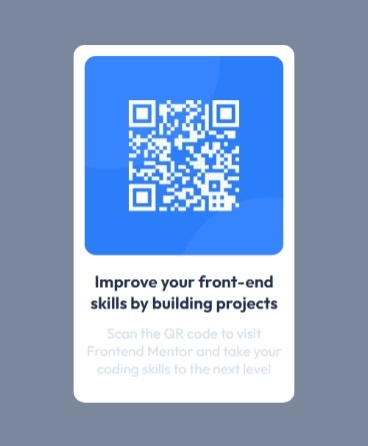 Improve your front-end
skills by building projects
Scan the QR code to visit
Frontend Mentor and take your
coding skills to the next level